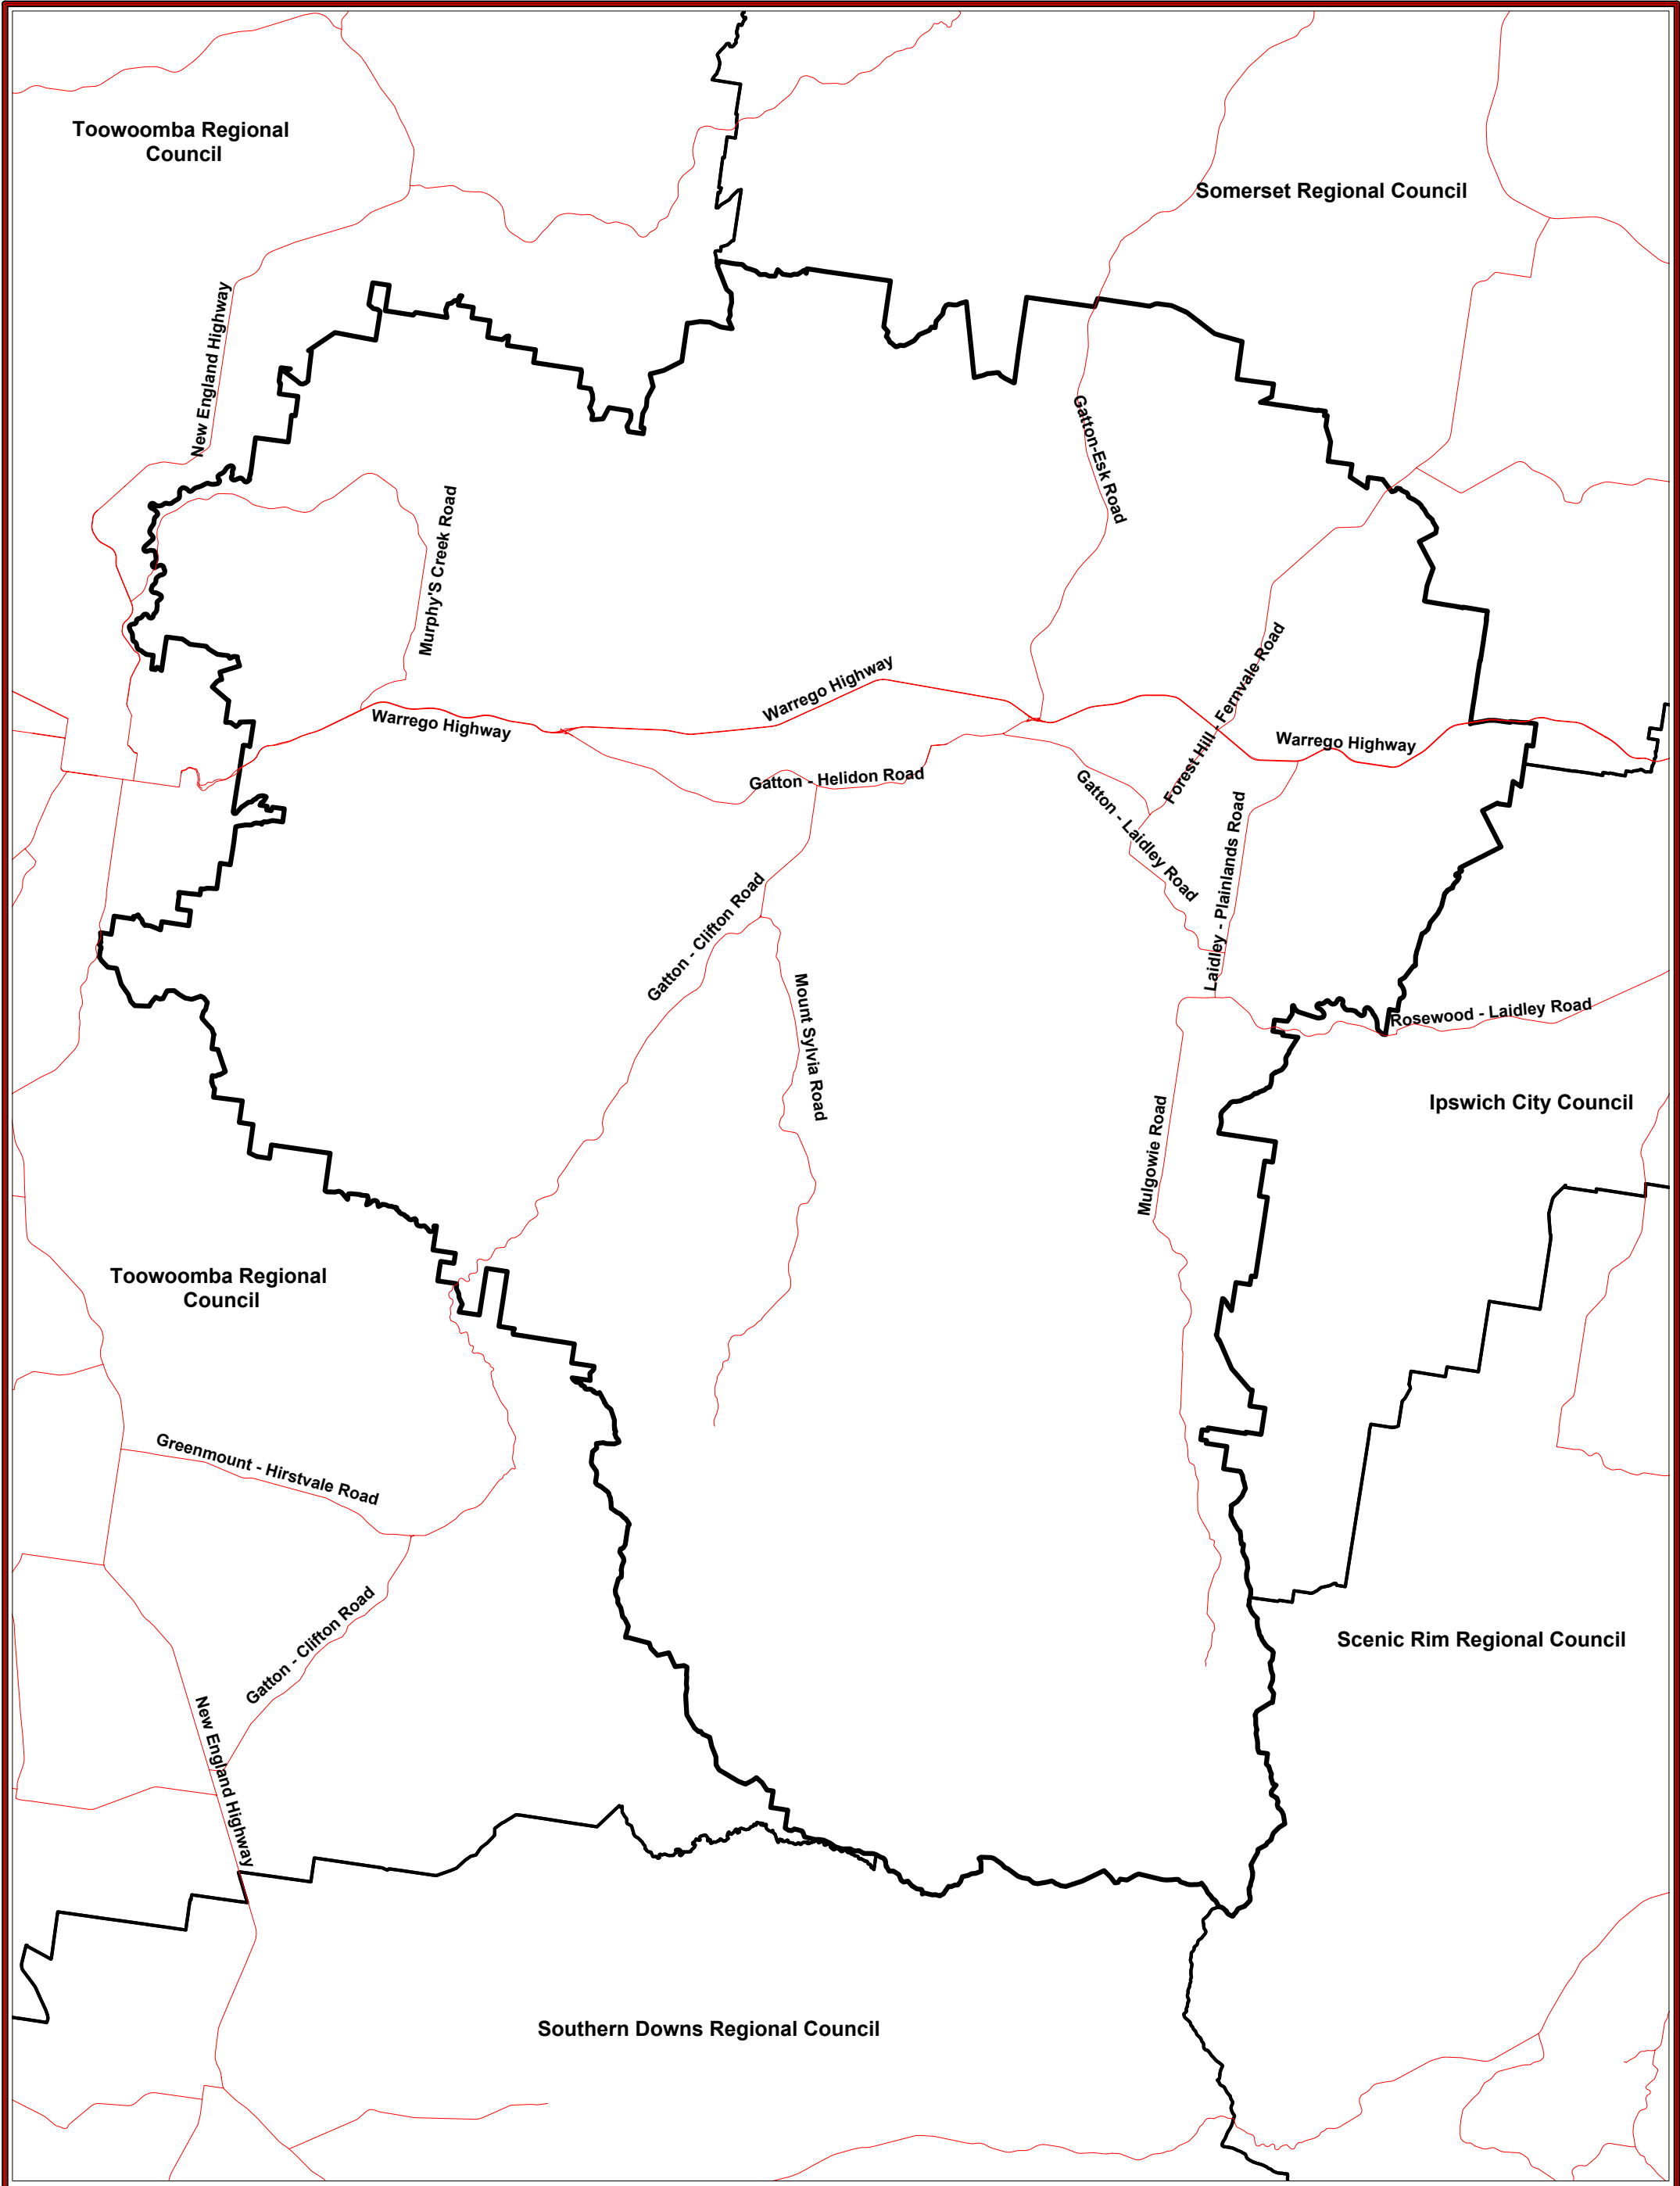 Toowoomba Regional
Council
Somerset Regional Council
New England Highway
Gatton-Esk Road
Murphy'S Creek Road
Forest Hill - Fernvale Road
Warrego Highway
Warrego Highway
Warrego Highway
Gatton - Helidon Road
Gatton - Laidley Road
Laidley - Plainlands Road
Gatton - Clifton Road
Mount Sylvia Road
Rosewood - Laidley Road
Mulgowie Road
Ipswich City Council
Toowoomba Regional
Council
Greenmount - Hirstvale Road
Gatton - Clifton Road
Scenic Rim Regional Council
New England Highway
Southern Downs Regional Council